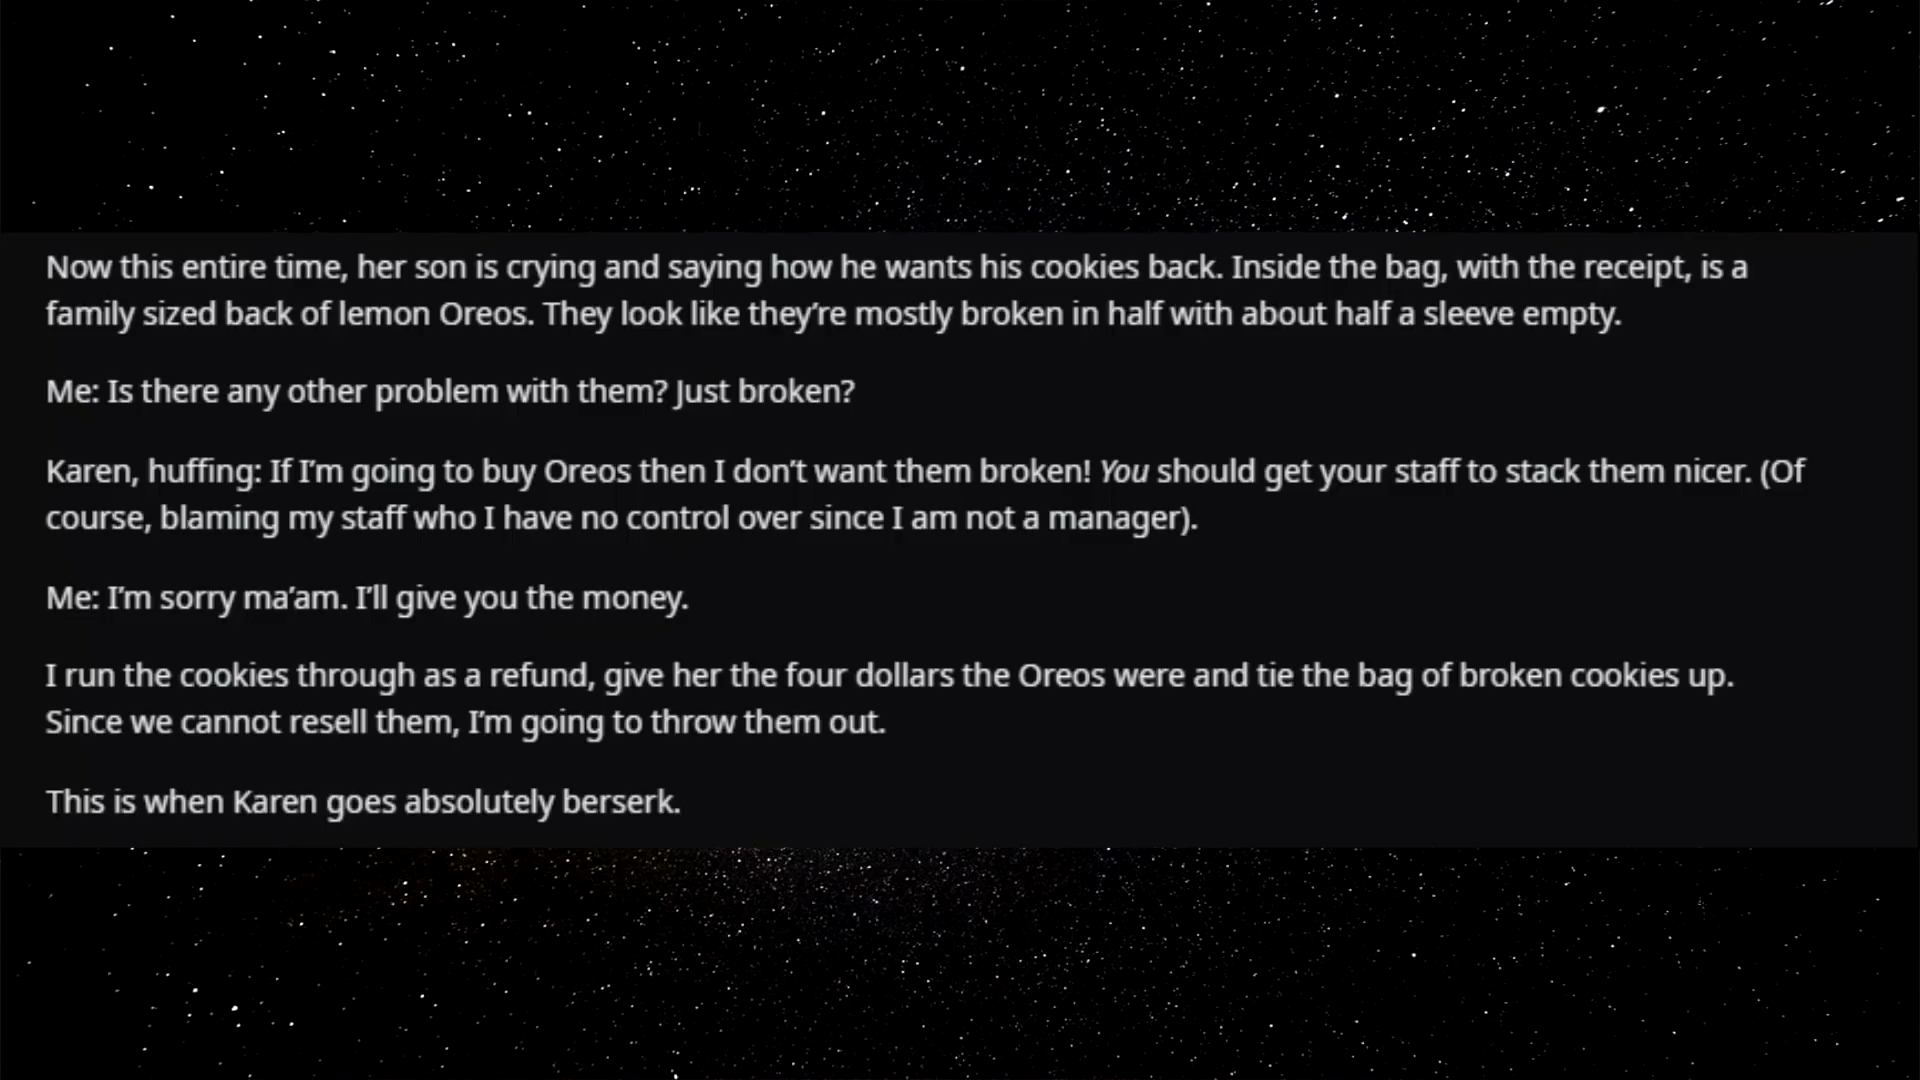 Now this entire time, her son is crying and saying how he wants his cookies back. Inside the bag, with the receipt, is a
family sized back of lemon Oreos. They look like they’re mostly broken in half with about half a sleeve empty.
Me: Is there any other problem with them? Just broken?
Karen, huffing: If I’m going to buy Oreos then I don’t want them broken! You should get your staff to stack them nicer. (Of
course, blaming my staff who I have no control over since I am not a manager).
Me: I’m sorry ma’am. I’ll give you the money.
I run the cookies through as a refund, give her the four dollars the Oreos were and tie the bag of broken cookies up.
Since we cannot resell them, I’m going to throw them out.
This is when Karen goes absolutely berserk.